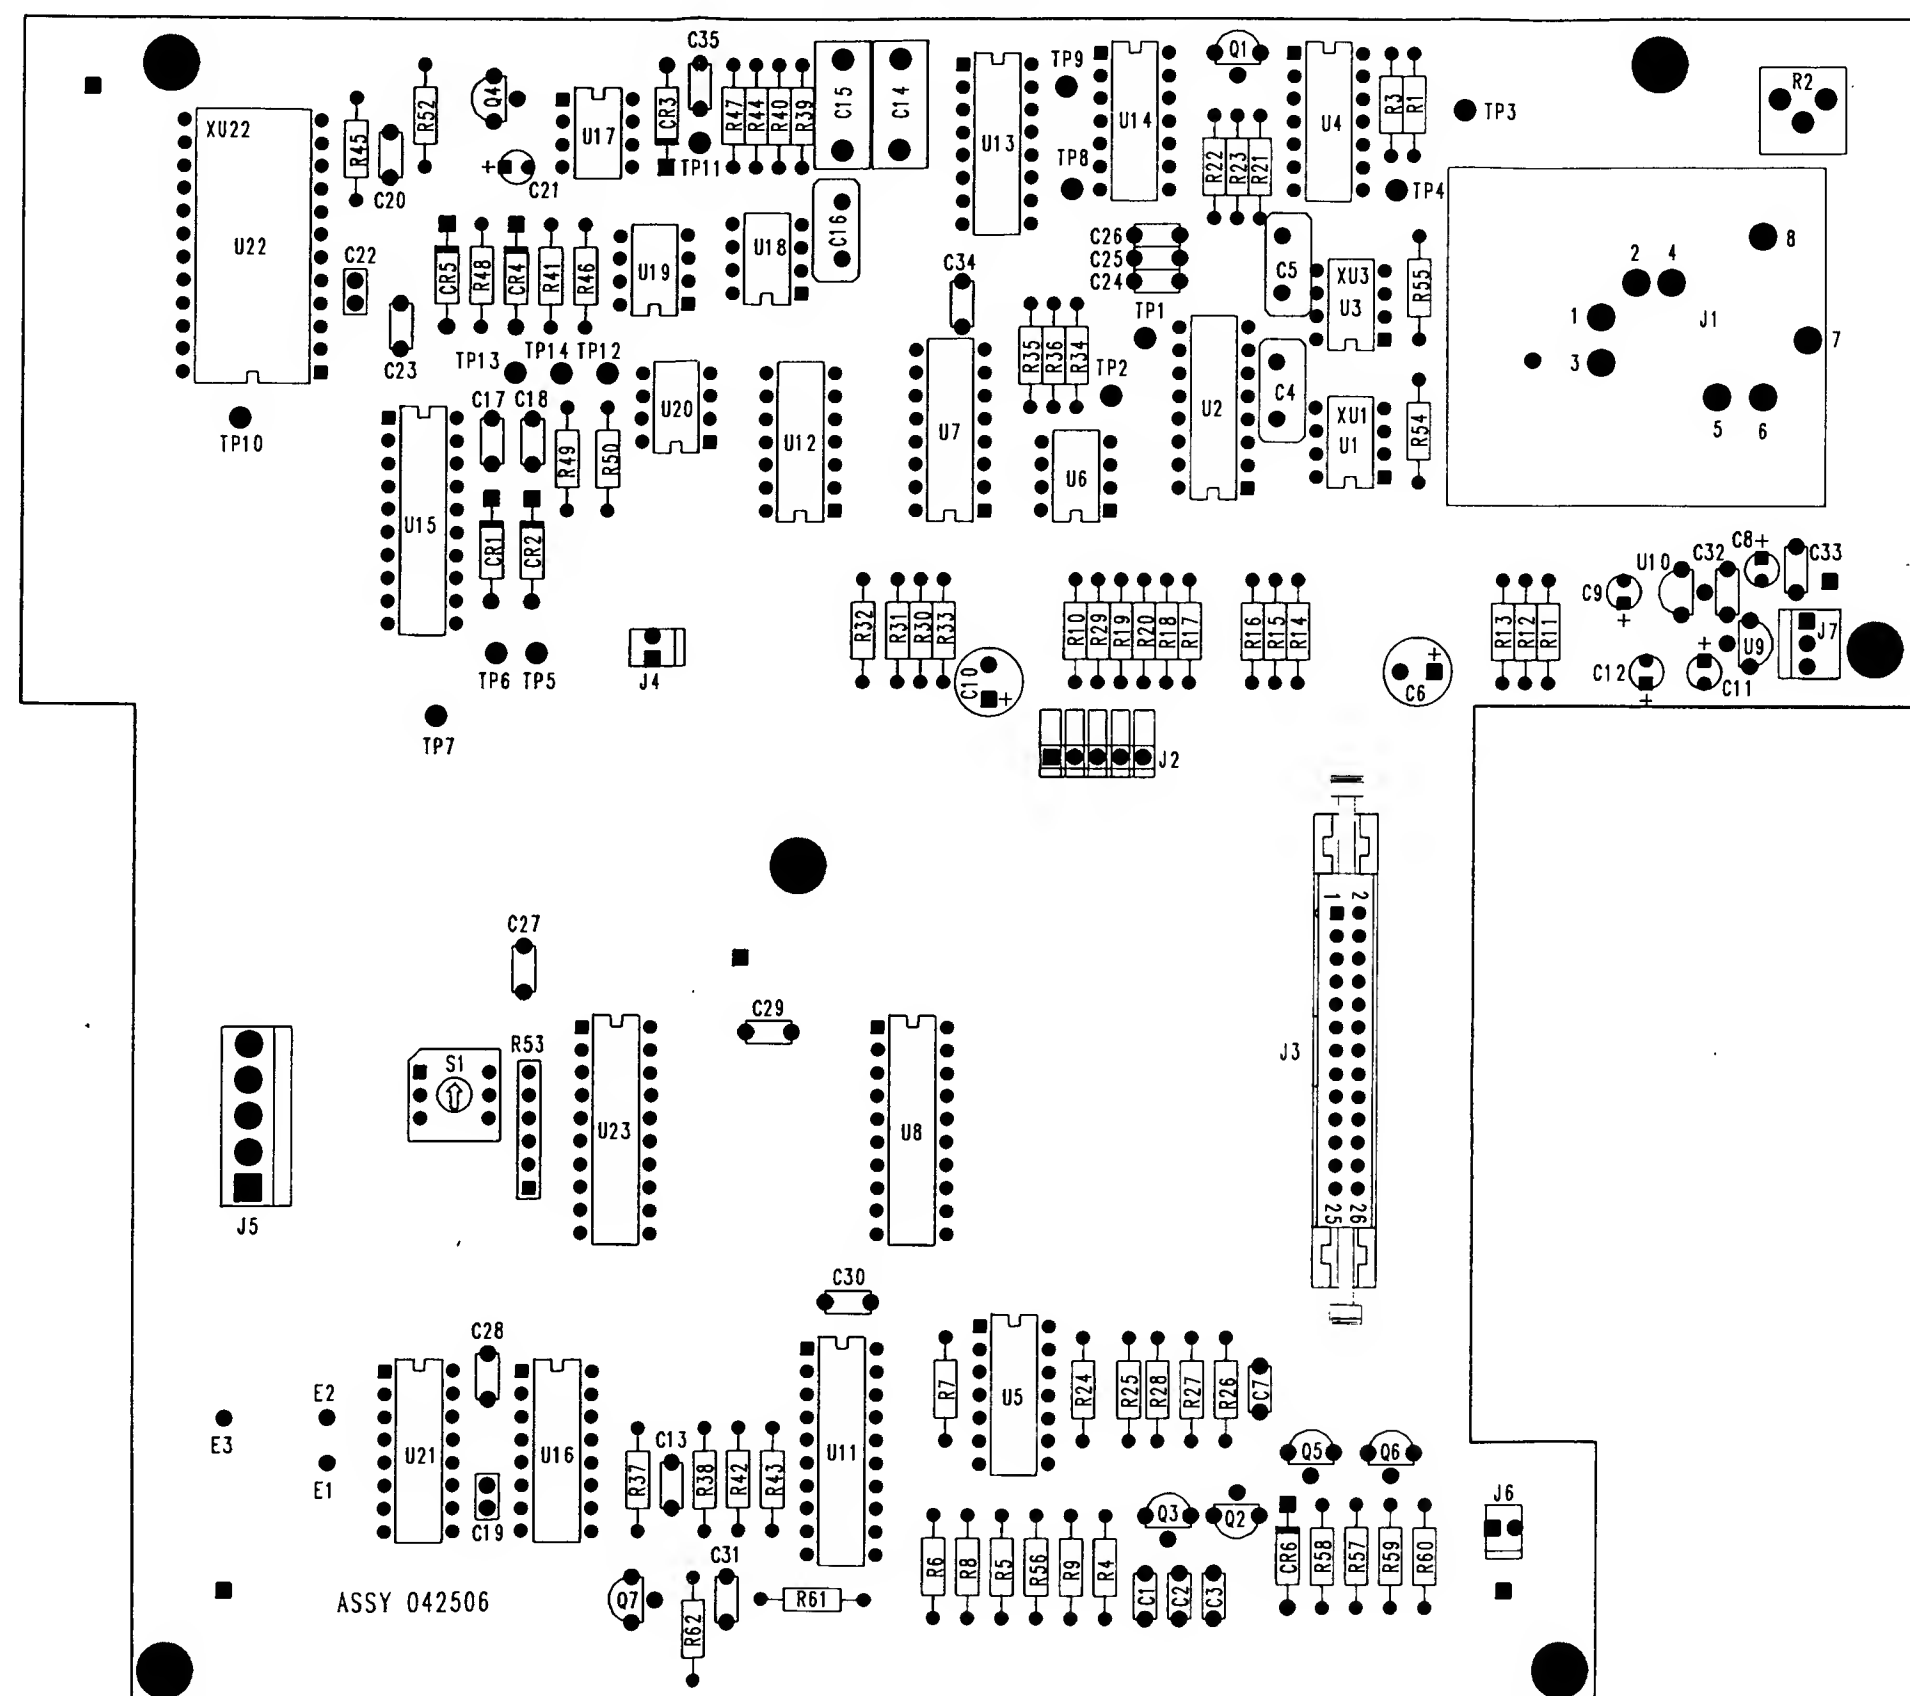 C35
Q1
R2
TP9
XU22
R45
R52
Q4
U17
CR3
R47
R44
R40
R39
C15
C14
U13
U14
U4
R3
R1
TP3
C20
+
C21
TP11
TP8
R22
R23
R21
TP4
U22
C22
CR5
R48
CR4
R41
R46
U19
U18
C16
C34
C26
C25
C24
C5
XU3
U3
R55
2
4
8
1
J1
7
3
C23
TP13
TP14
TP12
R35
R36
R34
TP1
TP2
U2
C4
XU1
U1
R54
5
6
TP10
C17
C18
U20
R49
R50
U12
U7
U6
U15
CR1
CR2
C9
+
U10
C32
C8+
C33
R32
R31
R30
R33
R10
R29
R19
R20
R18
R17
R16
R15
R14
R13
R12
R11
J7
U9
TP6
TP5
J4
C10
+
C6
+
C12
+
+
C11
TP7
J2
1
2
C27
C29
J3
S1
R53
U23
U8
J5
25
26
C30
C28
E2
E3
E1
U21
U16
C19
R37
C13
R38
R42
R43
U11
R7
U5
R24
R25
R28
R27
R26
C7
Q5
Q6
J6
Q3
Q2
R6
R8
R5
R56
R9
R4
CR6
R58
R57
R59
R60
C1
C2
C3
C31
ASSY 042506
Q7
R62
R61